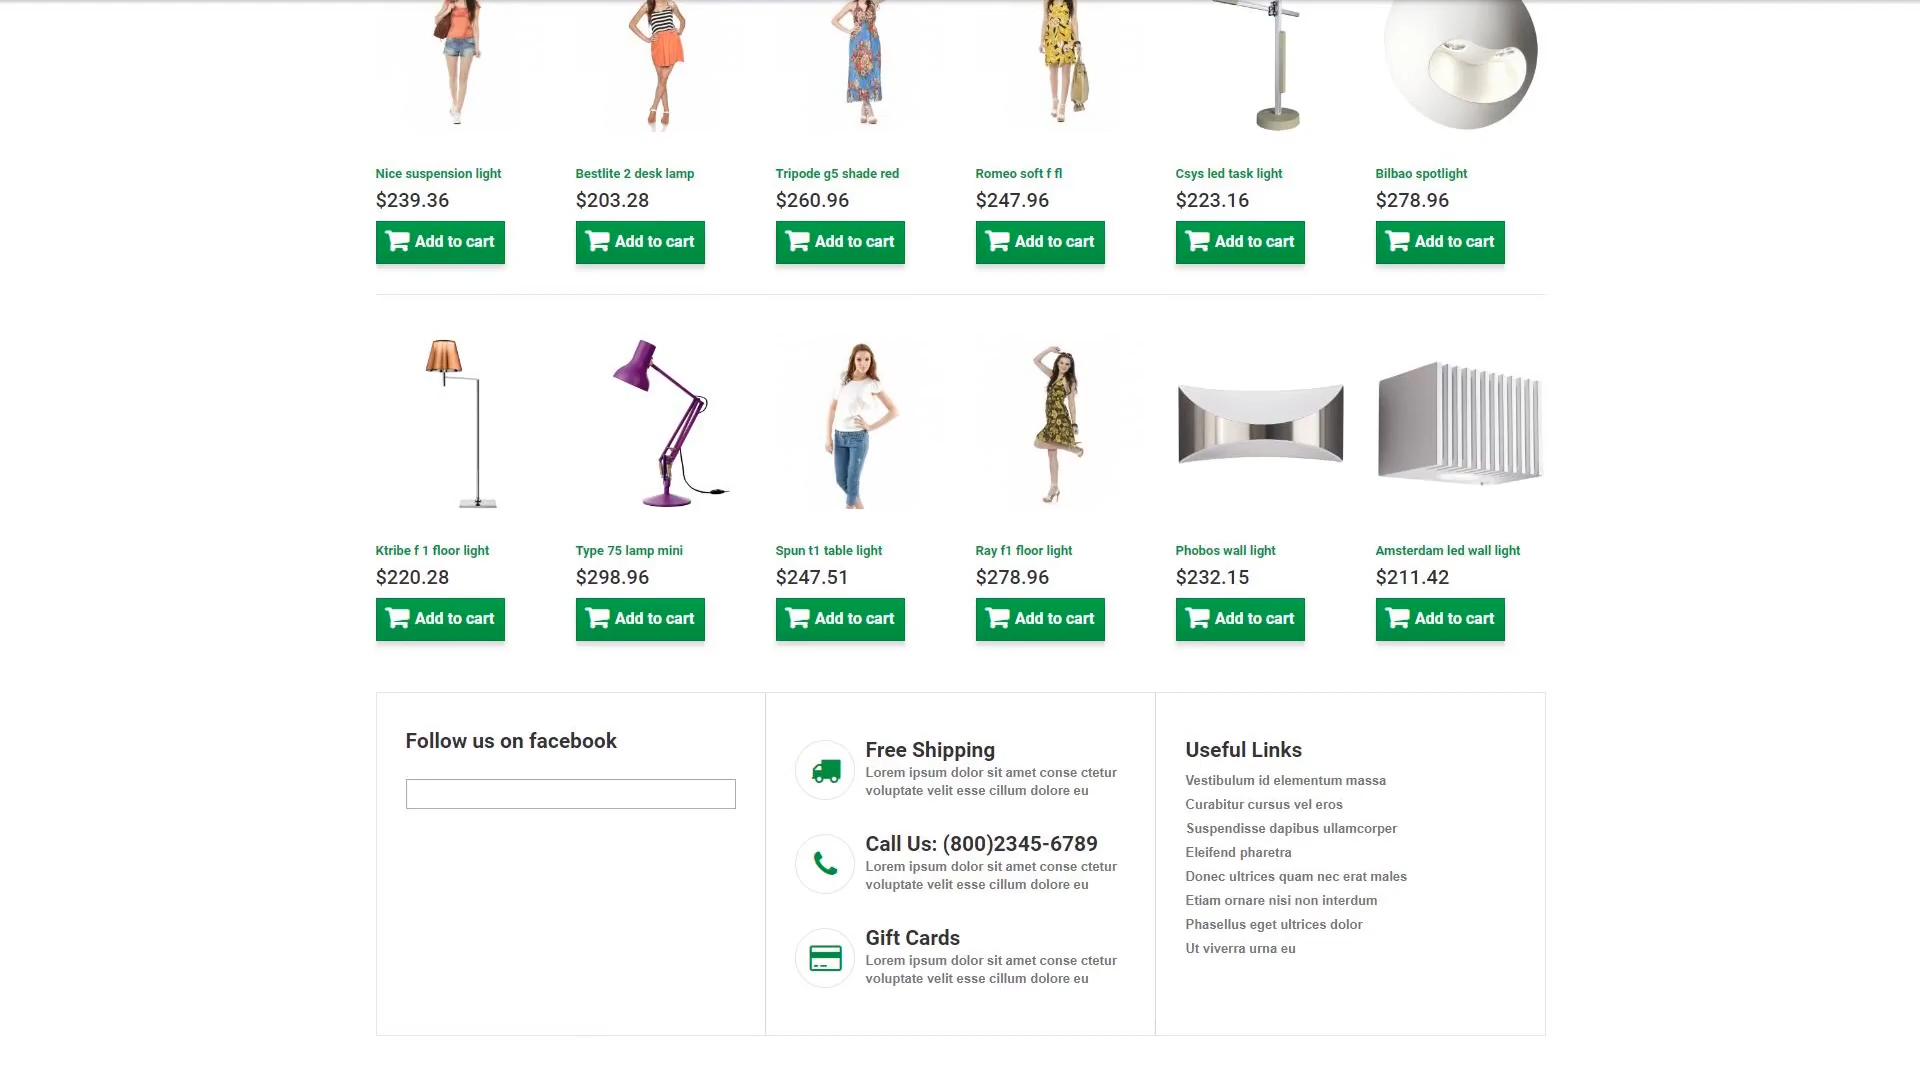 Nice suspension light
Bestlite 2 desk lamp
Tripode g5 shade red
Romeo soft f fl
Csys led task light
Bilbao spotlight
$239.36
$203.28
$260.96
$247.96
$223.16
$278.96
Add to cart
Add to cart
Add to cart
Add to cart
Add to cart
Add to cart
Ktribe f 1 floor light
Type 75 lamp mini
Spun t1 table light
Ray f1 floor light
Phobos wall light
Amsterdam led wall light
$220.28
$298.96
$247.51
$278.96
$232.15
$211.42
Add to cart
Add to cart
Add to cart
Add to cart
Add to cart
Add to cart
Follow us on facebook
Free Shipping
Lorem ipsum dolor sit amet conse ctetur
voluptate velit esse cillum dolore eu
Call Us: (800)2345-6789
Lorem ipsum dolor sit amet conse ctetur
voluptate velit esse cillum dolore eu
Gift Cards
Lorem ipsum dolor sit amet conse ctetur
voluptate velit esse cillum dolore eu
Useful Links
Vestibulum id elementum massa
Curabitur cursus vel eros
Suspendisse dapibus ullamcorper
Eleifend pharetra
Donec ultrices quam nec erat males
Etiam ornare nisi non interdum
Phasellus eget ultrices dolor
Ut viverra urna eu